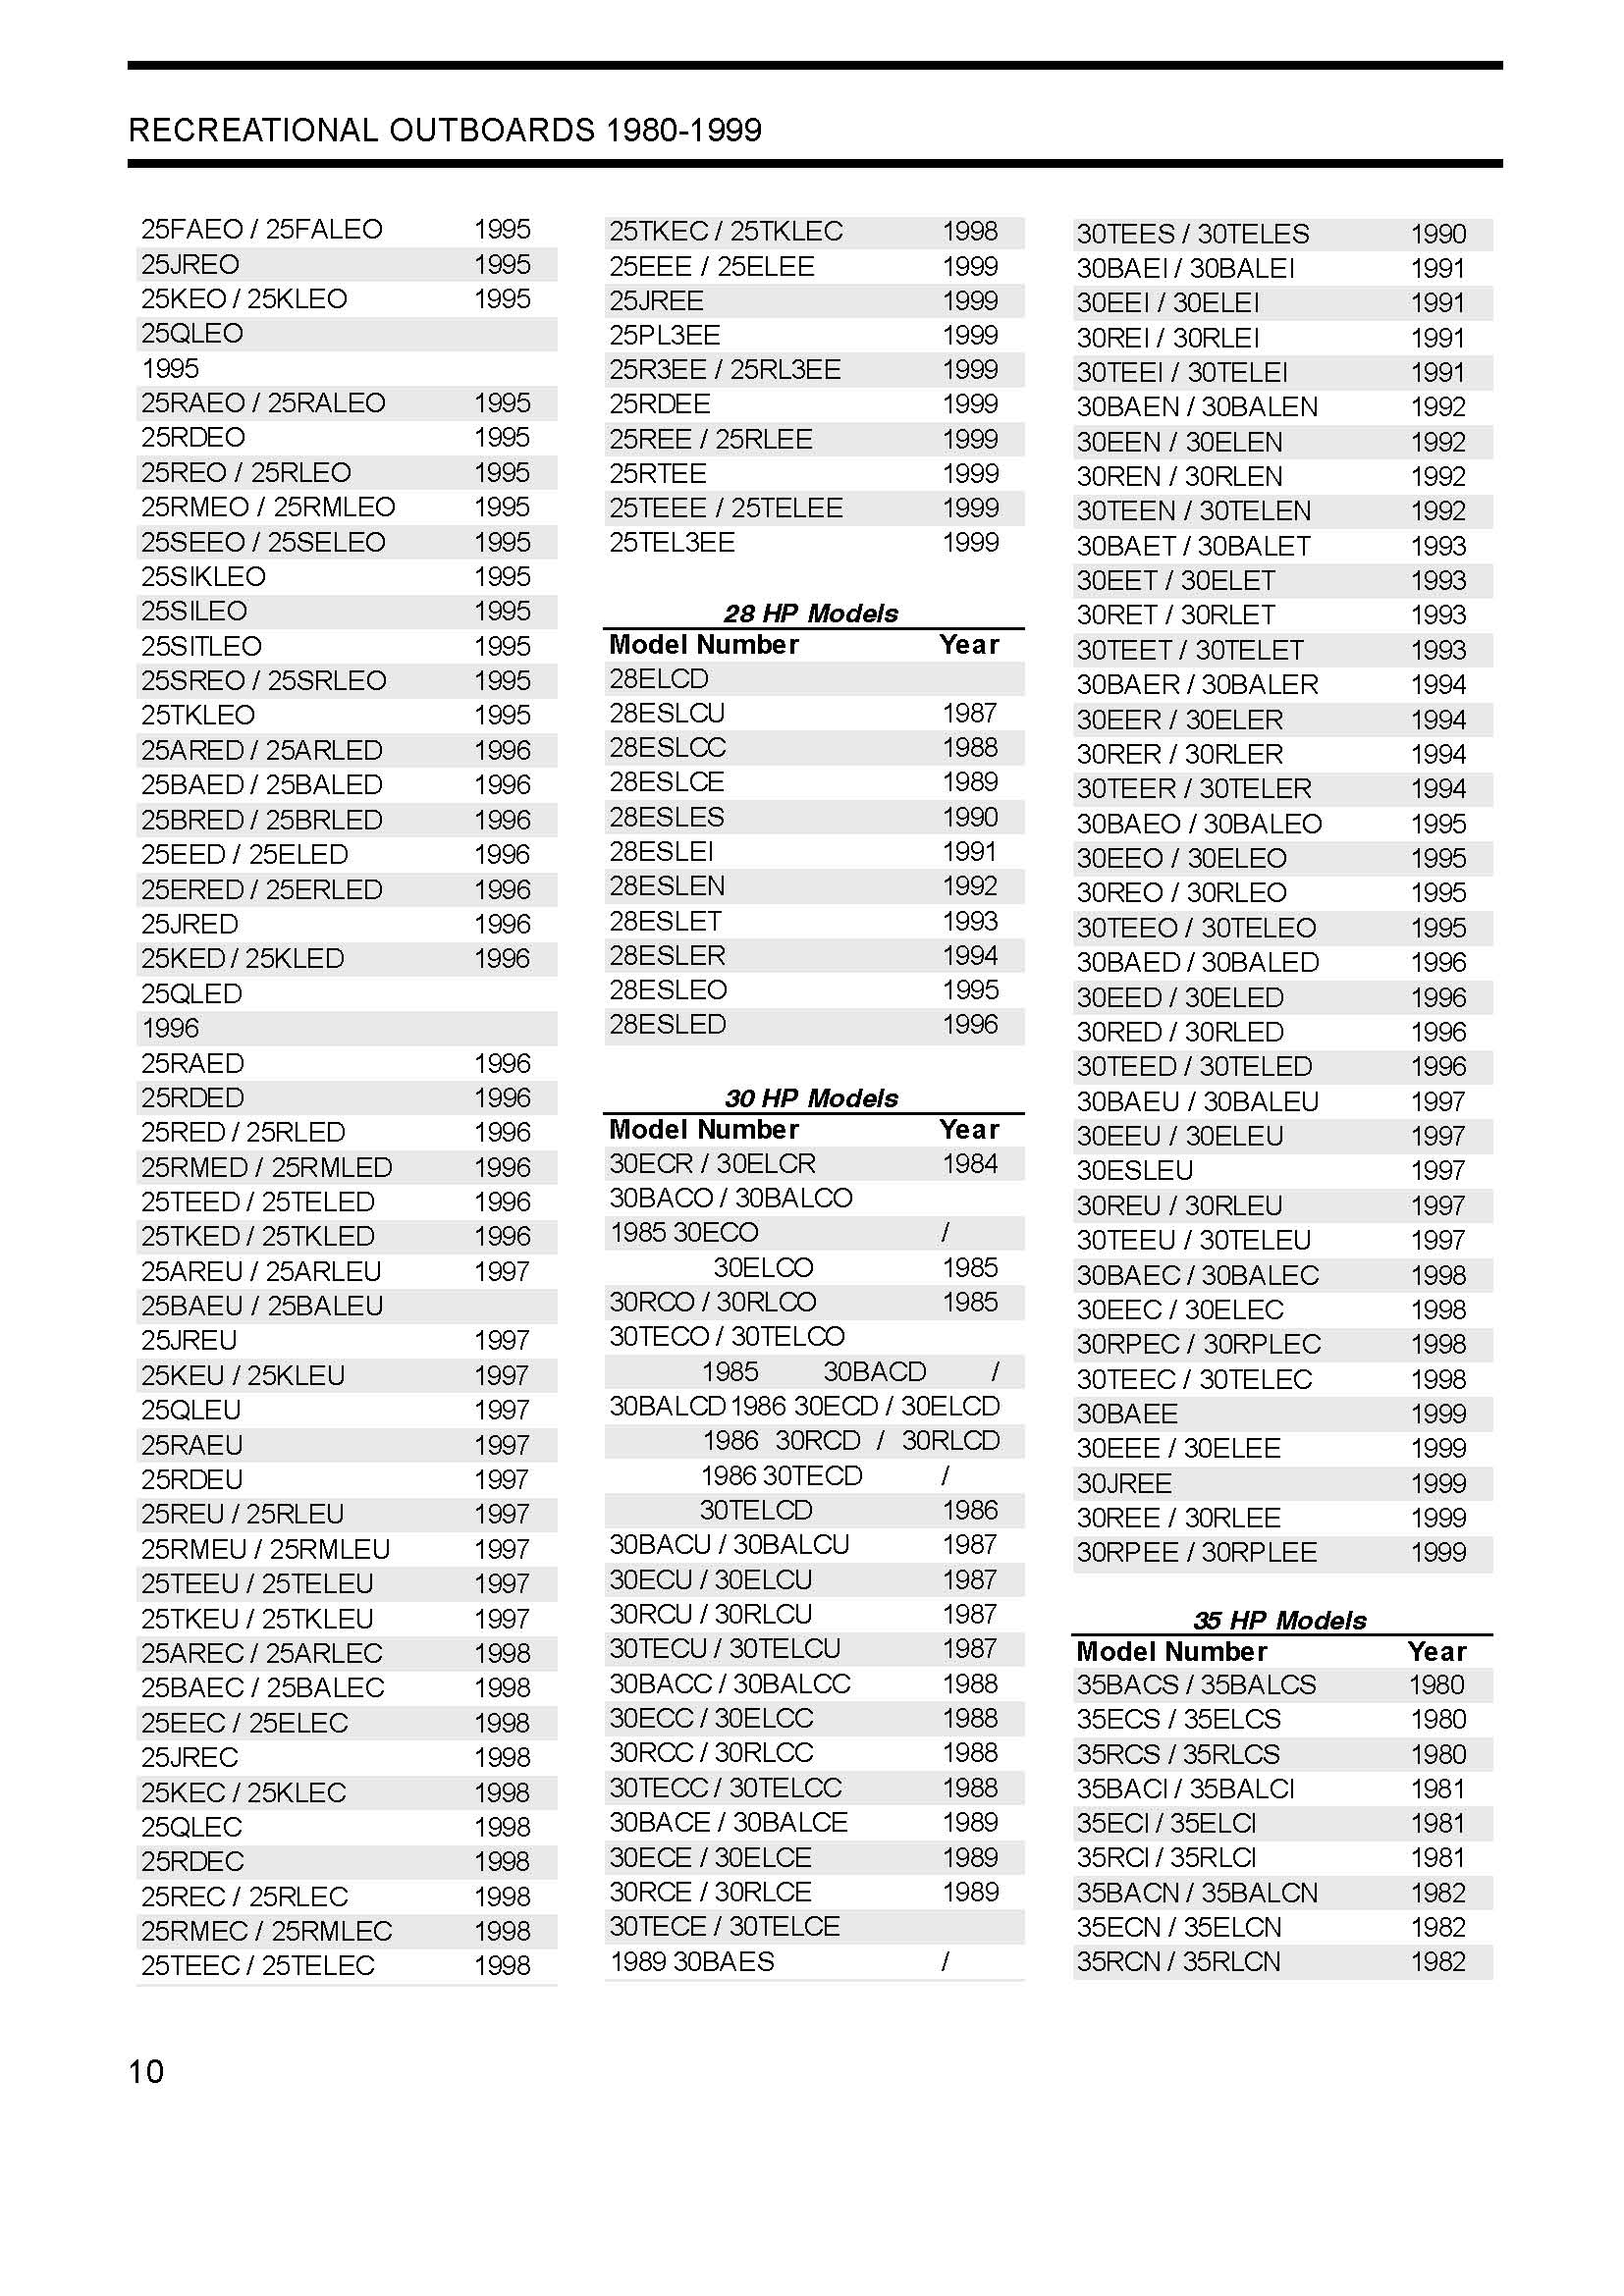 RECREATIONAL OUTBOARDS 1980-1999
25FAEO / 25FALEO 1995
25JREO 1995
25KEO / 25KLEO 1995
25QLEO
1995
25RAEO / 25RALEO 1995
25RDEO 1995
25REO / 25RLEO 1995
25RMEO / 25RMLEO 1995
25SEEO / 25SELEO 1995
25SIKLEO 1995
25SILEO 1995
25SITLEO 1995
25SREO / 25SRLEO 1995
25TKLEO 1995
25ARED / 25ARLED 1996
25BAED / 25BALED 1996
25BRED / 25BRLED 1996
25EED / 25ELED 1996
25ERED / 25ERLED 1996
25JRED 1996
25KED / 25KLED 1996
25QLED
1996
25RAED 1996
25RDED 1996
25RED / 25RLED 1996
25RMED / 25RMLED 1996
25TEED / 25TELED 1996
25TKED / 25TKLED 1996
25AREU / 25ARLEU 1997
25BAEU / 25BALEU
25JREU 1997
25KEU / 25KLEU 1997
25QLEU 1997
25RAEU 1997
25RDEU 1997
25REU / 25RLEU 1997
25RMEU / 25RMLEU 1997
25TEEU / 25TELEU 1997
25TKEU / 25TKLEU 1997
25AREC / 25ARLEC 1998
25BAEC / 25BALEC 1998
25EEC / 25ELEC 1998
25JREC 1998
25KEC / 25KLEC 1998
25QLEC 1998
25RDEC 1998
25REC / 25RLEC 1998
25RMEC / 25RMLEC 1998
25TEEC / 25TELEC 1998
25TKEC / 25TKLEC 1998
25EEE / 25ELEE 1999
25JREE 1999
25PL3EE 1999
25R3EE / 25RL3EE 1999
25RDEE 1999
25REE / 25RLEE 1999
25RTEE 1999
25TEEE / 25TELEE 1999
25TEL3EE 1999
28 HP Models
Model Number Year
28ELCD
28ESLCU 1987
28ESLCC 1988
28ESLCE 1989
28ESLES 1990
28ESLEI 1991
28ESLEN 1992
28ESLET 1993
28ESLER 1994
28ESLEO 1995
28ESLED 1996
30 HP Models
Model Number Year
30ECR / 30ELCR 1984
30BACO / 30BALCO
1985 30ECO /
30ELCO 1985
30RCO / 30RLCO 1985
30TECO / 30TELCO
1985 30BACD /
30BALCD 1986 30ECD / 30ELCD
1986 30RCD / 30RLCD
1986 30TECD /
30TELCD 1986
30BACU / 30BALCU 1987
30ECU / 30ELCU 1987
30RCU / 30RLCU 1987
30TECU / 30TELCU 1987
30BACC / 30BALCC 1988
30ECC / 30ELCC 1988
30RCC / 30RLCC 1988
30TECC / 30TELCC 1988
30BACE / 30BALCE 1989
30ECE / 30ELCE 1989
30RCE / 30RLCE 1989
30TECE / 30TELCE
1989 30BAES /
30TEES / 30TELES 1990
30BAEI / 30BALEI 1991
30EEI / 30ELEI 1991
30REI / 30RLEI 1991
30TEEI / 30TELEI 1991
30BAEN / 30BALEN 1992
30EEN / 30ELEN 1992
30REN / 30RLEN 1992
30TEEN / 30TELEN 1992
30BAET / 30BALET 1993
30EET / 30ELET 1993
30RET / 30RLET 1993
30TEET / 30TELET 1993
30BAER / 30BALER 1994
30EER / 30ELER 1994
30RER / 30RLER 1994
30TEER / 30TELER 1994
30BAEO / 30BALEO 1995
30EEO / 30ELEO 1995
30REO / 30RLEO 1995
30TEEO / 30TELEO 1995
30BAED / 30BALED 1996
30EED / 30ELED 1996
30RED / 30RLED 1996
30TEED / 30TELED 1996
30BAEU / 30BALEU 1997
30EEU / 30ELEU 1997
30ESLEU 1997
30REU / 30RLEU 1997
30TEEU / 30TELEU 1997
30BAEC / 30BALEC 1998
30EEC / 30ELEC 1998
30RPEC / 30RPLEC 1998
30TEEC / 30TELEC 1998
30BAEE 1999
30EEE / 30ELEE 1999
30JREE 1999
30REE / 30RLEE 1999
30RPEE / 30RPLEE 1999
35 HP Models
Model Number Year
35BACS / 35BALCS 1980
35ECS / 35ELCS 1980
35RCS / 35RLCS 1980
35BACI / 35BALCI 1981
35ECI / 35ELCI 1981
35RCI / 35RLCI 1981
35BACN / 35BALCN 1982
35ECN / 35ELCN 1982
35RCN / 35RLCN 1982
10